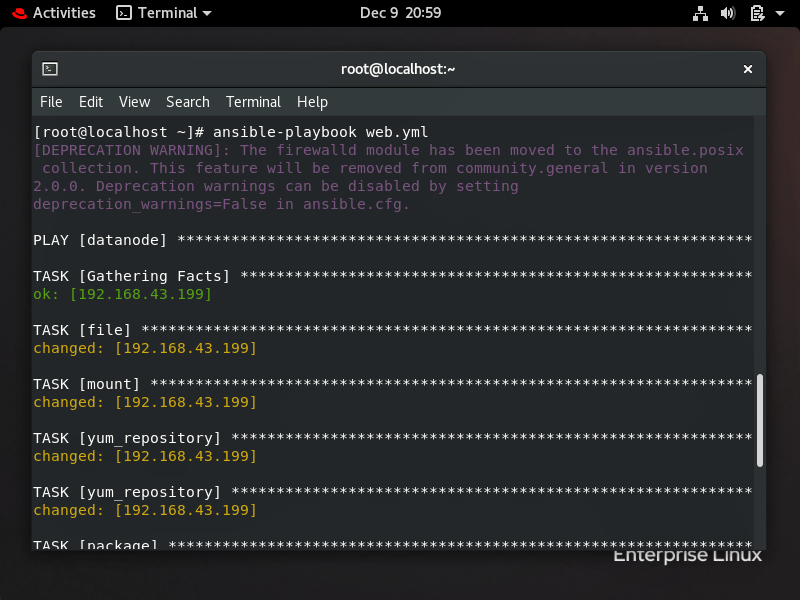 Activities Terminal Dec 9 20:59
root@localhost:~
File Edit View Search Terminal Help
[root@localhost ~]# ansible-playbook web.yml
[DEPRECATION WARNING]: The firewalld module has been moved to the ansible.posix
collection. This feature will be removed from community.general in version
2.0.0. Deprecation warnings can be disabled by setting
deprecation_warnings=False in ansible.cfg.
PLAY [datanode] ****************************************************************
TASK [Gathering Facts] *********************************************************
ok: [192.168.43.199]
TASK [file] ********************************************************************
changed: [192.168.43.199]
TASK [mount] *******************************************************************
changed: [192.168.43.199]
TASK [yum_repository] **********************************************************
changed: [192.168.43.199]
TASK [yum_repository] **********************************************************
changed: [192.168.43.199]
TASK [package] *****************************************************************
Enterprise Linux